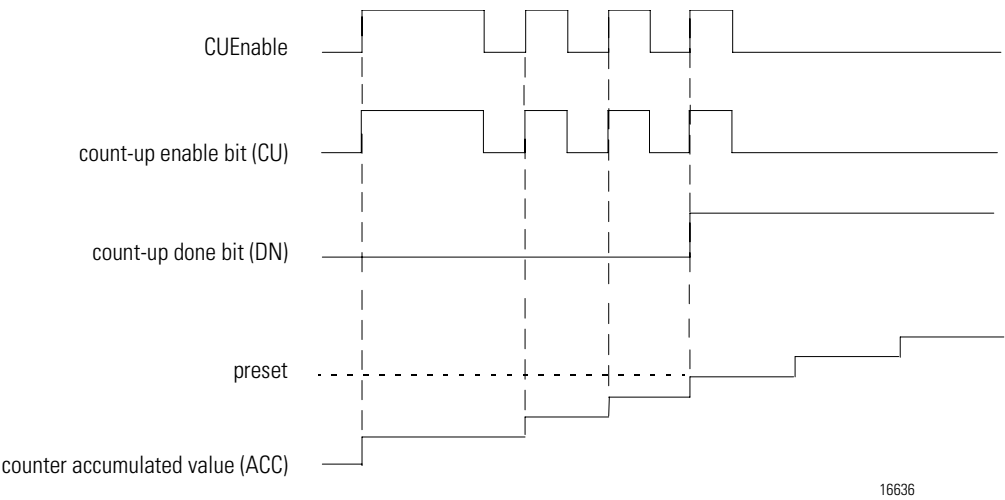 CUEnable
count-up enable bit (CU)
count-up done bit (DN)
preset
counter accumulated value (ACC)
16636